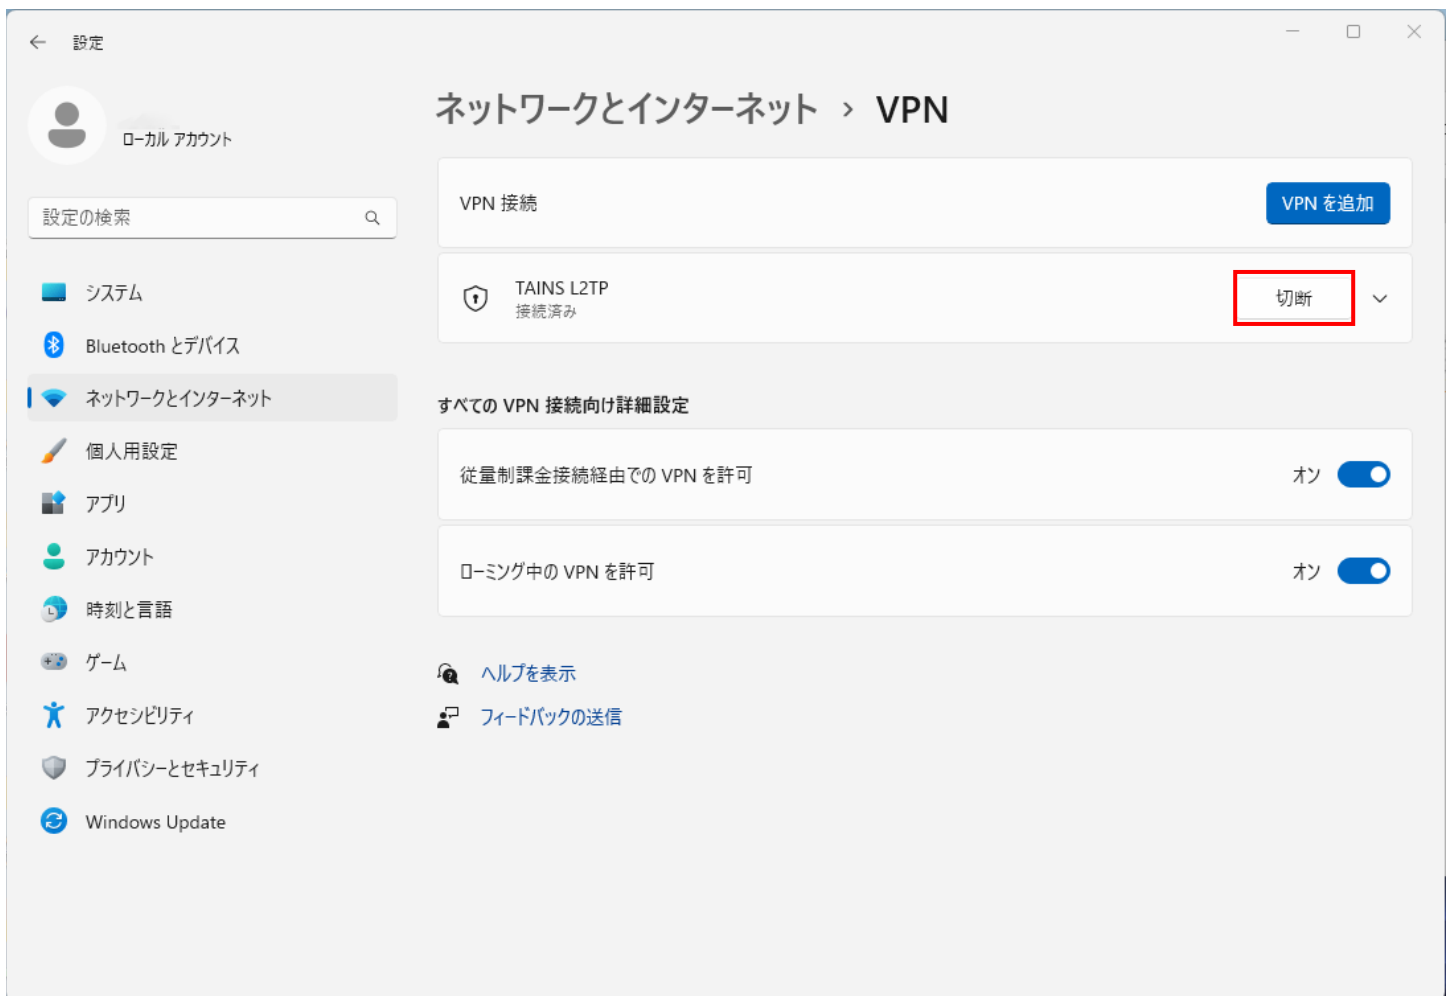 設定
ローカル アカウント
設定の検索
システム
Bluetooth とデバイス
ネットワークとインターネット
個人用設定
アプリ
アカウント
時刻と言語
ゲーム
アクセシビリティ
プライバシーとセキュリティ
Windows Update
ネットワークとインターネット › VPN
VPN 接続
VPN を追加
TAINS L2TP
接続済み
切断
すべての VPN 接続向け詳細設定
従量制課金接続経由での VPN を許可
オン
ローミング中の VPN を許可
オン
ヘルプを表示
フィードバックの送信